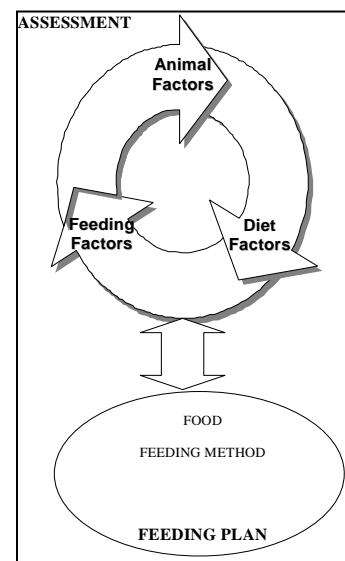 ASSESSMENT
Animal
Factors
Feeding
Factors
Diet
Factors
FOOD
FEEDING METHOD
FEEDING PLAN